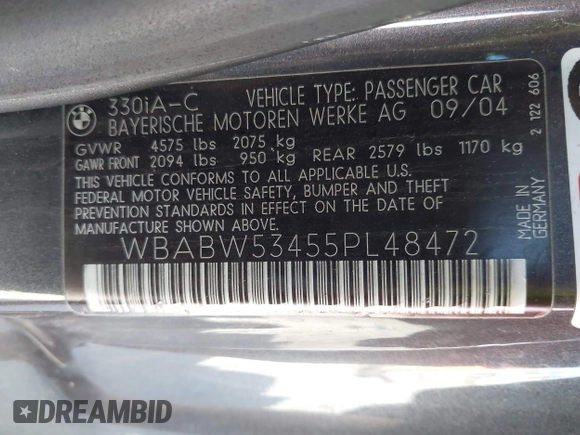 330iA-C VEHICLE TYPE: PASSENGER CAR
BAYERISCHE MOTOREN WERKE AG 09/04
GVWR 4575 lbs 2075 kg
GAWR FRONT 2094 lbs 950 kg REAR 2579 lbs 1170 kg
THIS VEHICLE CONFORMS TO ALL APPLICABLE U.S.
FEDERAL MOTOR VEHICLE SAFETY, BUMPER AND THEFT
PREVENTION STANDARDS IN EFFECT ON THE DATE OF
MANUFACTURE SHOWN ABOVE.
WBABW53455PL48472
MADE IN
GERMANY
2 122 606
DREAMBID